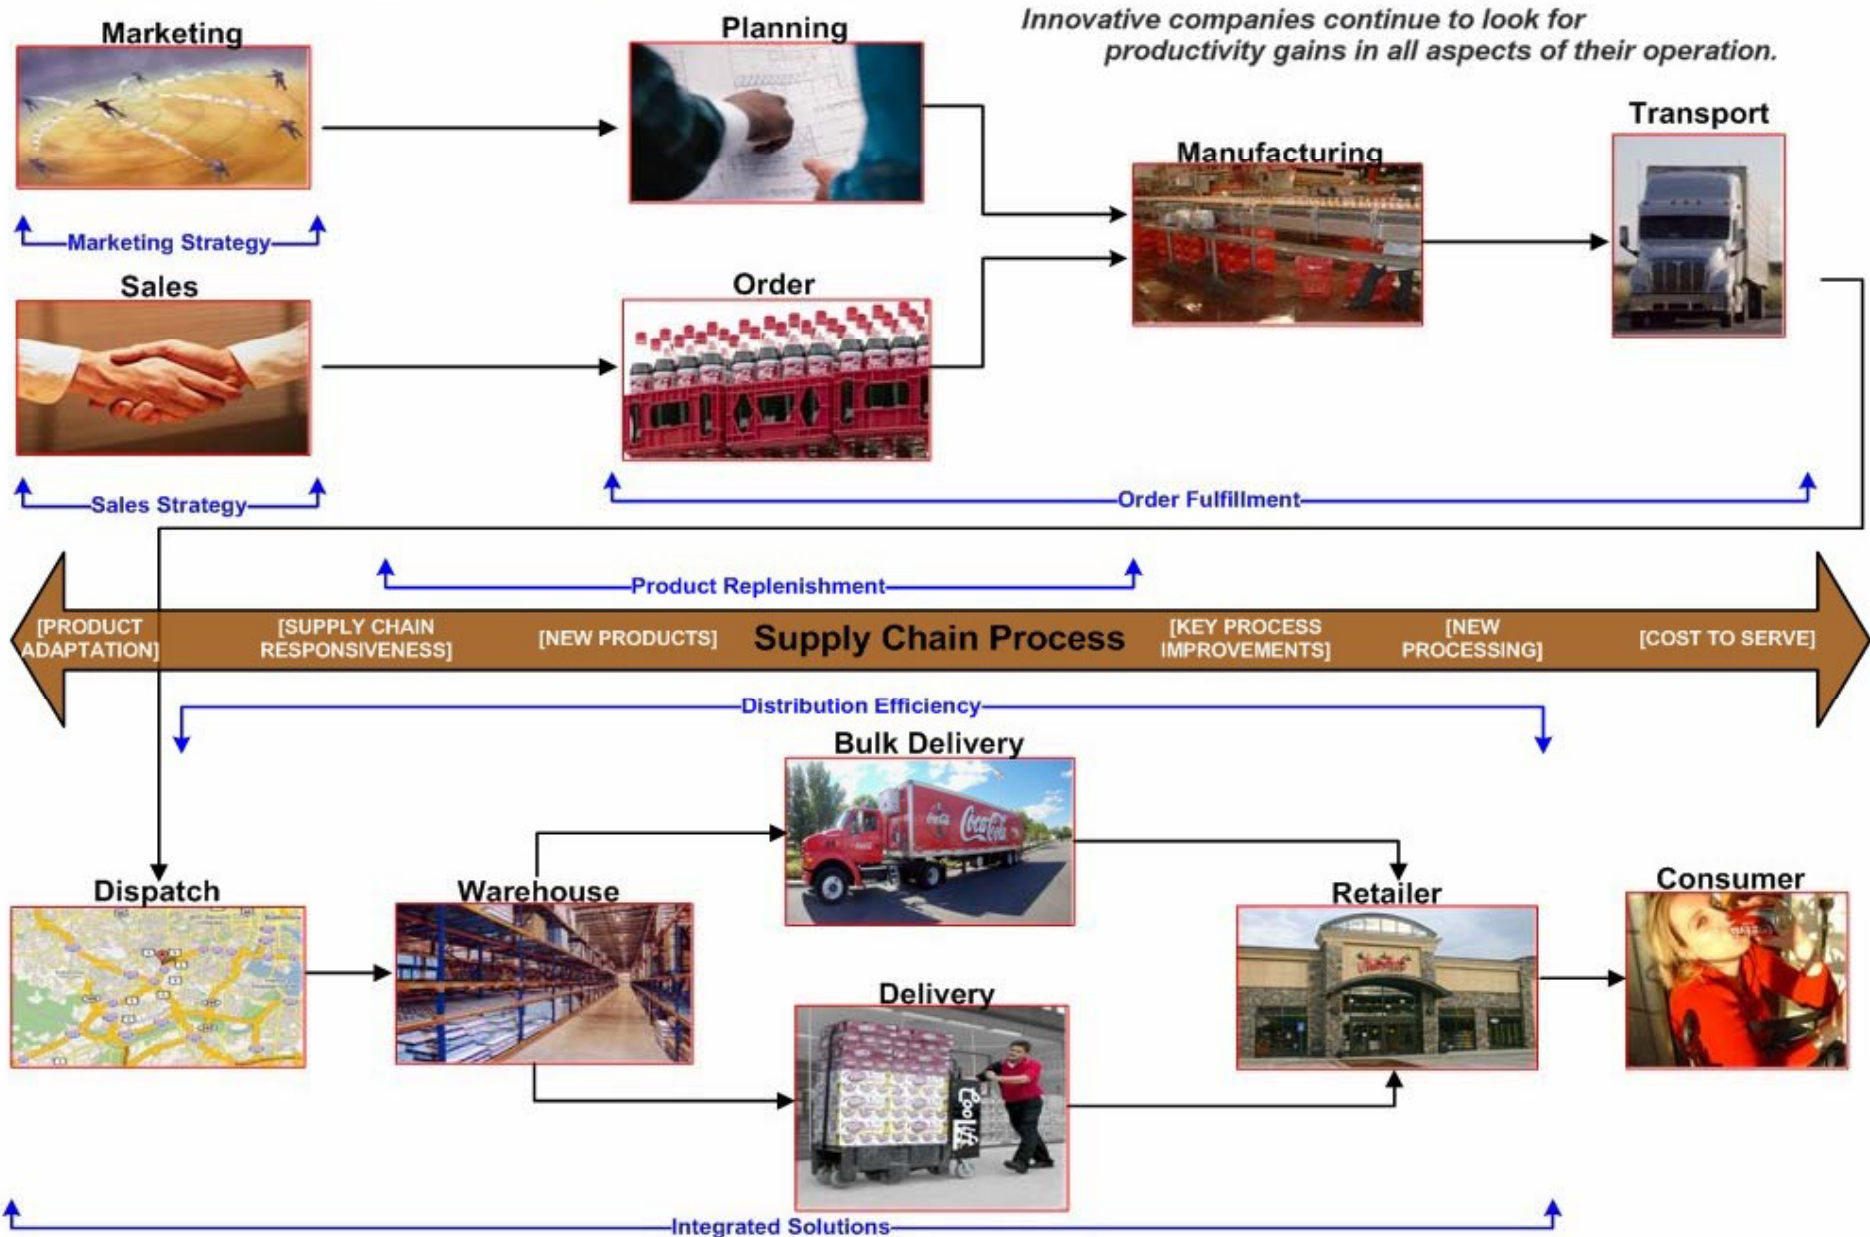 Innovative companies continue to look for
productivity gains in all aspects of their operation.
Marketing
Planning
Transport
Manufacturing
Marketing Strategy
Sales
Order
Sales Strategy
Order Fulfillment
Product Replenishment
[PRODUCT
ADAPTATION]
[SUPPLY CHAIN
RESPONSIVENESS]
[NEW PRODUCTS]
Supply Chain Process
[KEY PROCESS
IMPROVEMENTS]
[NEW
PROCESSING]
[COST TO SERVE]
Distribution Efficiency
Bulk Delivery
Coca-Cola
Dispatch
Warehouse
Retailer
Consumer
Delivery
CooLift
Integrated Solutions